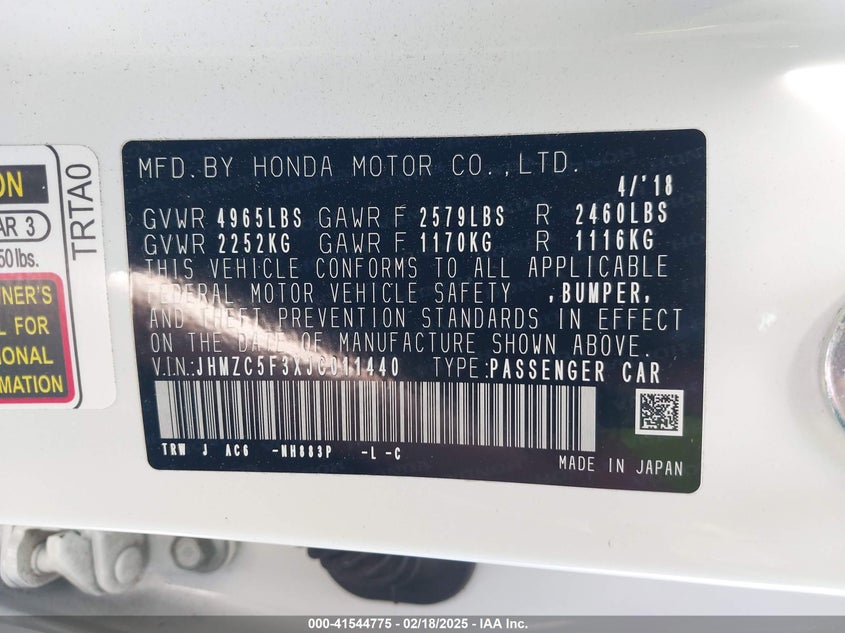 ON
AR 3
50 lbs.
NER'S
L FOR
IONAL
RMATION
TRTA0
MFD.BY HONDA MOTOR CO.,LTD.
4/'18
GVWR 4965LBS GAWR F 2579LBS R 2460LBS
GVWR 2252KG GAWR F 1170KG R 1116KG
THIS VEHICLE CONFORMS TO ALL APPLICABLE
FEDERAL MOTOR VEHICLE SAFETY ,BUMPER,
AND THEFT PREVENTION STANDARDS IN EFFECT
ON THE DATE OF MANUFACTURE SHOWN ABOVE.
V.I.N.:JHMZC5F3XJC011440 TYPE:PASSENGER CAR
TRW J AC6 -NH883P -L -C
MADE IN JAPAN
000-41544775 - 02/18/2025 - IAA Inc.